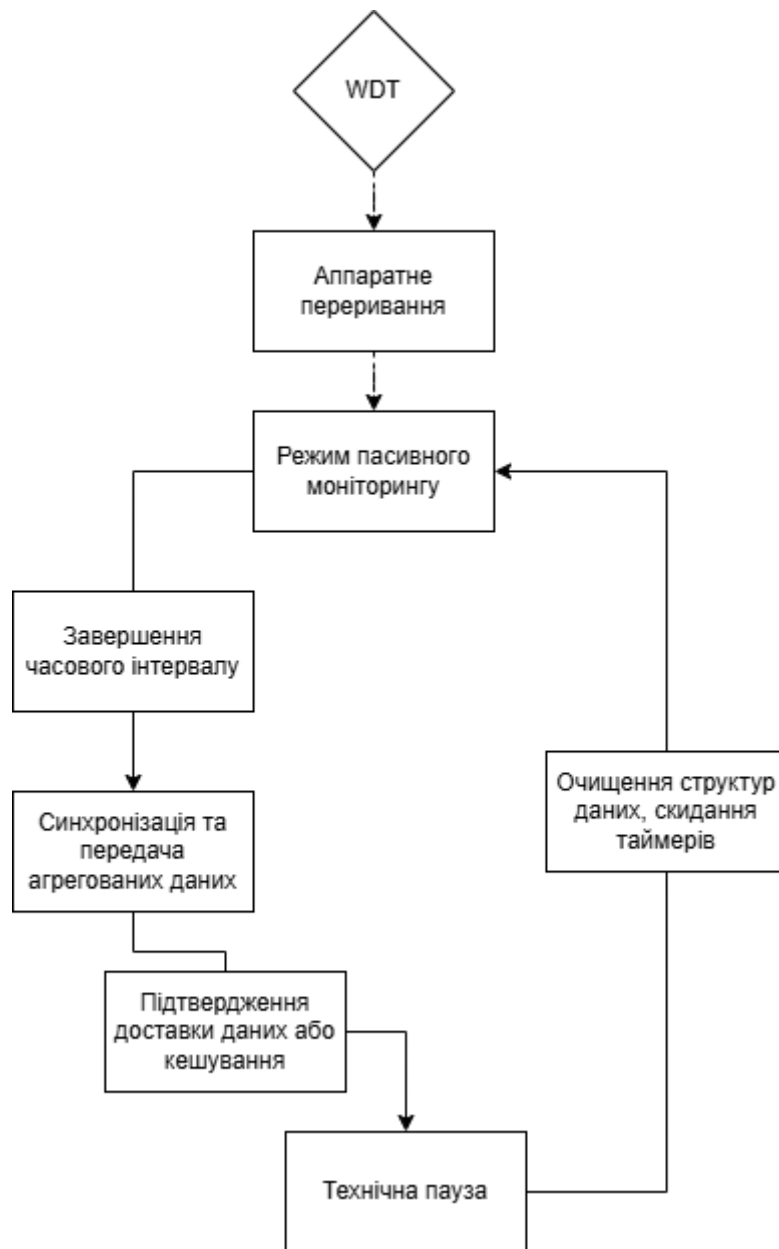 WDT
Аппаратне
переривання
Режим пасивного
моніторингу
Завершення
часового інтервалу
Синхронізація та
передача
агрегованих даних
Очищення структур
даних, скидання
таймерів
Підтвердження
доставки даних або
кешування
Технічна пауза